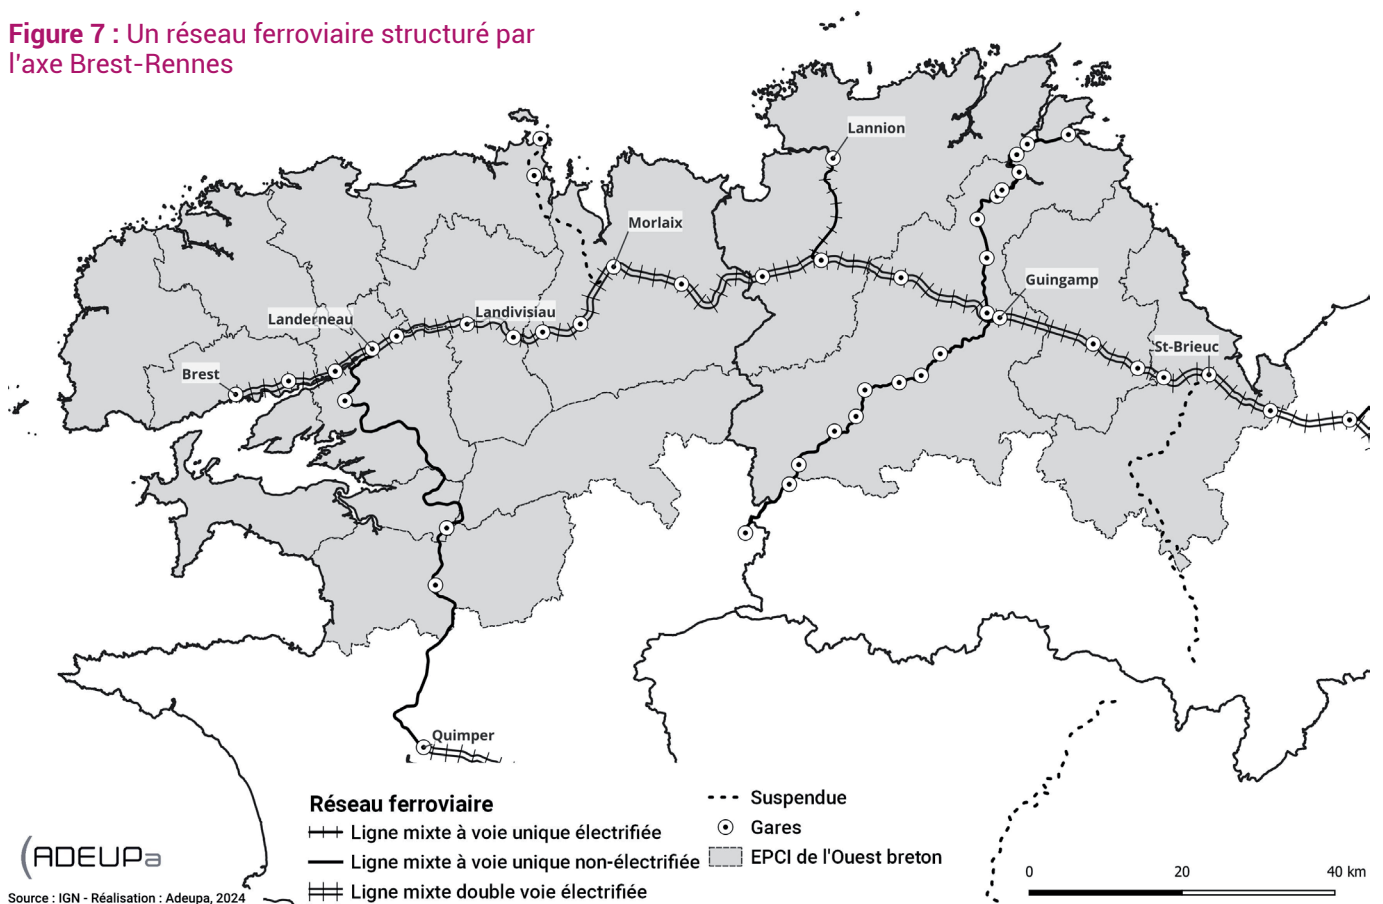 Figure 7 : Un réseau ferroviaire structuré par
l'axe Brest-Rennes
Lannion
Morlaix
Guingamp
Landivisiau
Landerneau
St-Brieuc
Brest
Quimper
Réseau ferroviaire
Ligne mixte à voie unique électrifiée
Ligne mixte à voie unique non-électrifiée
Ligne mixte double voie électrifiée
Suspendue
Gares
EPCI de l'Ouest breton
0 20 40 km
ADEUPa
Source : IGN - Réalisation : Adeupa, 2024